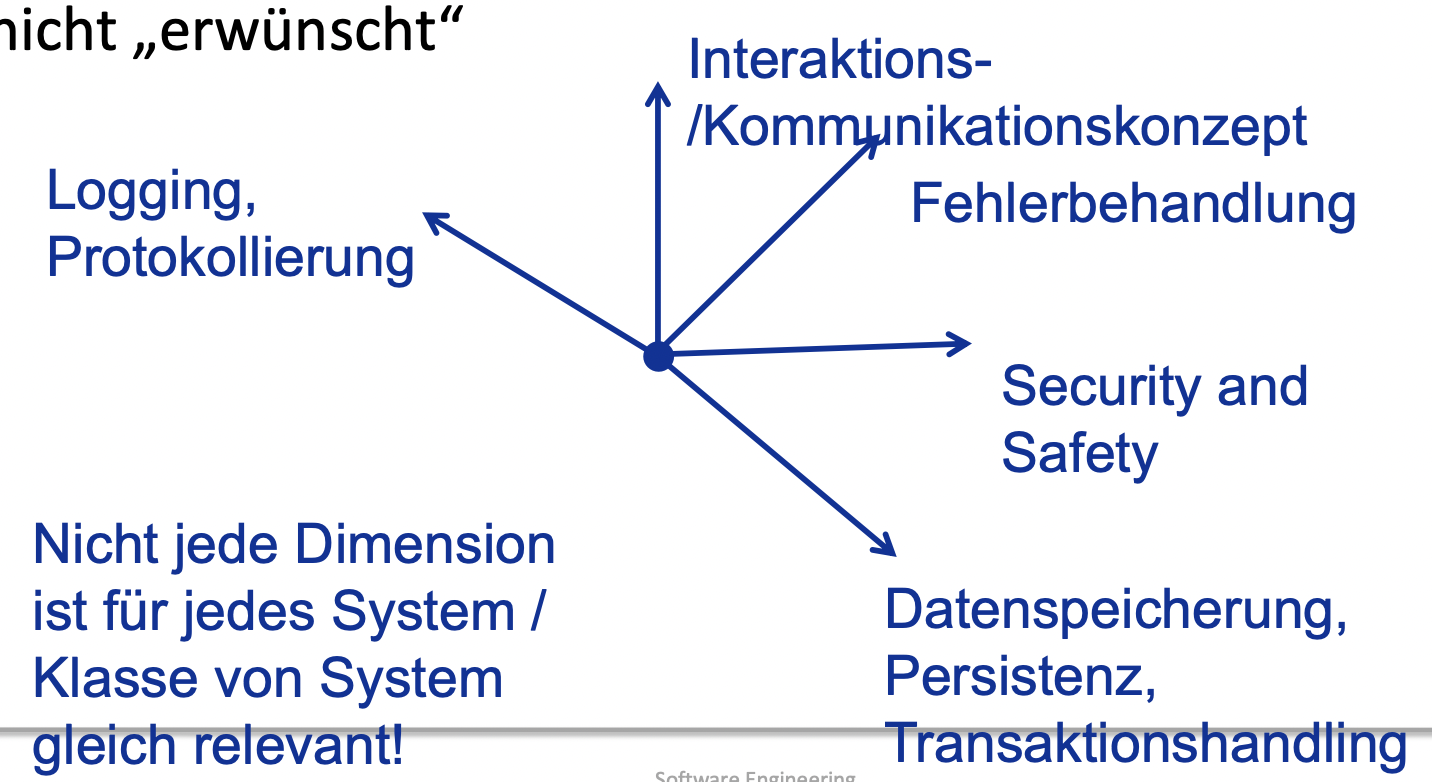 nicht „erwünscht“
Interaktions-
/Kommunikationskonzept
Logging,
Protokollierung
Fehlerbehandlung
Security and
Safety
Nicht jede Dimension
ist für jedes System /
Klasse von System
gleich relevant!
Datenspeicherung,
Persistenz,
Transaktionshandling
Software Engineering